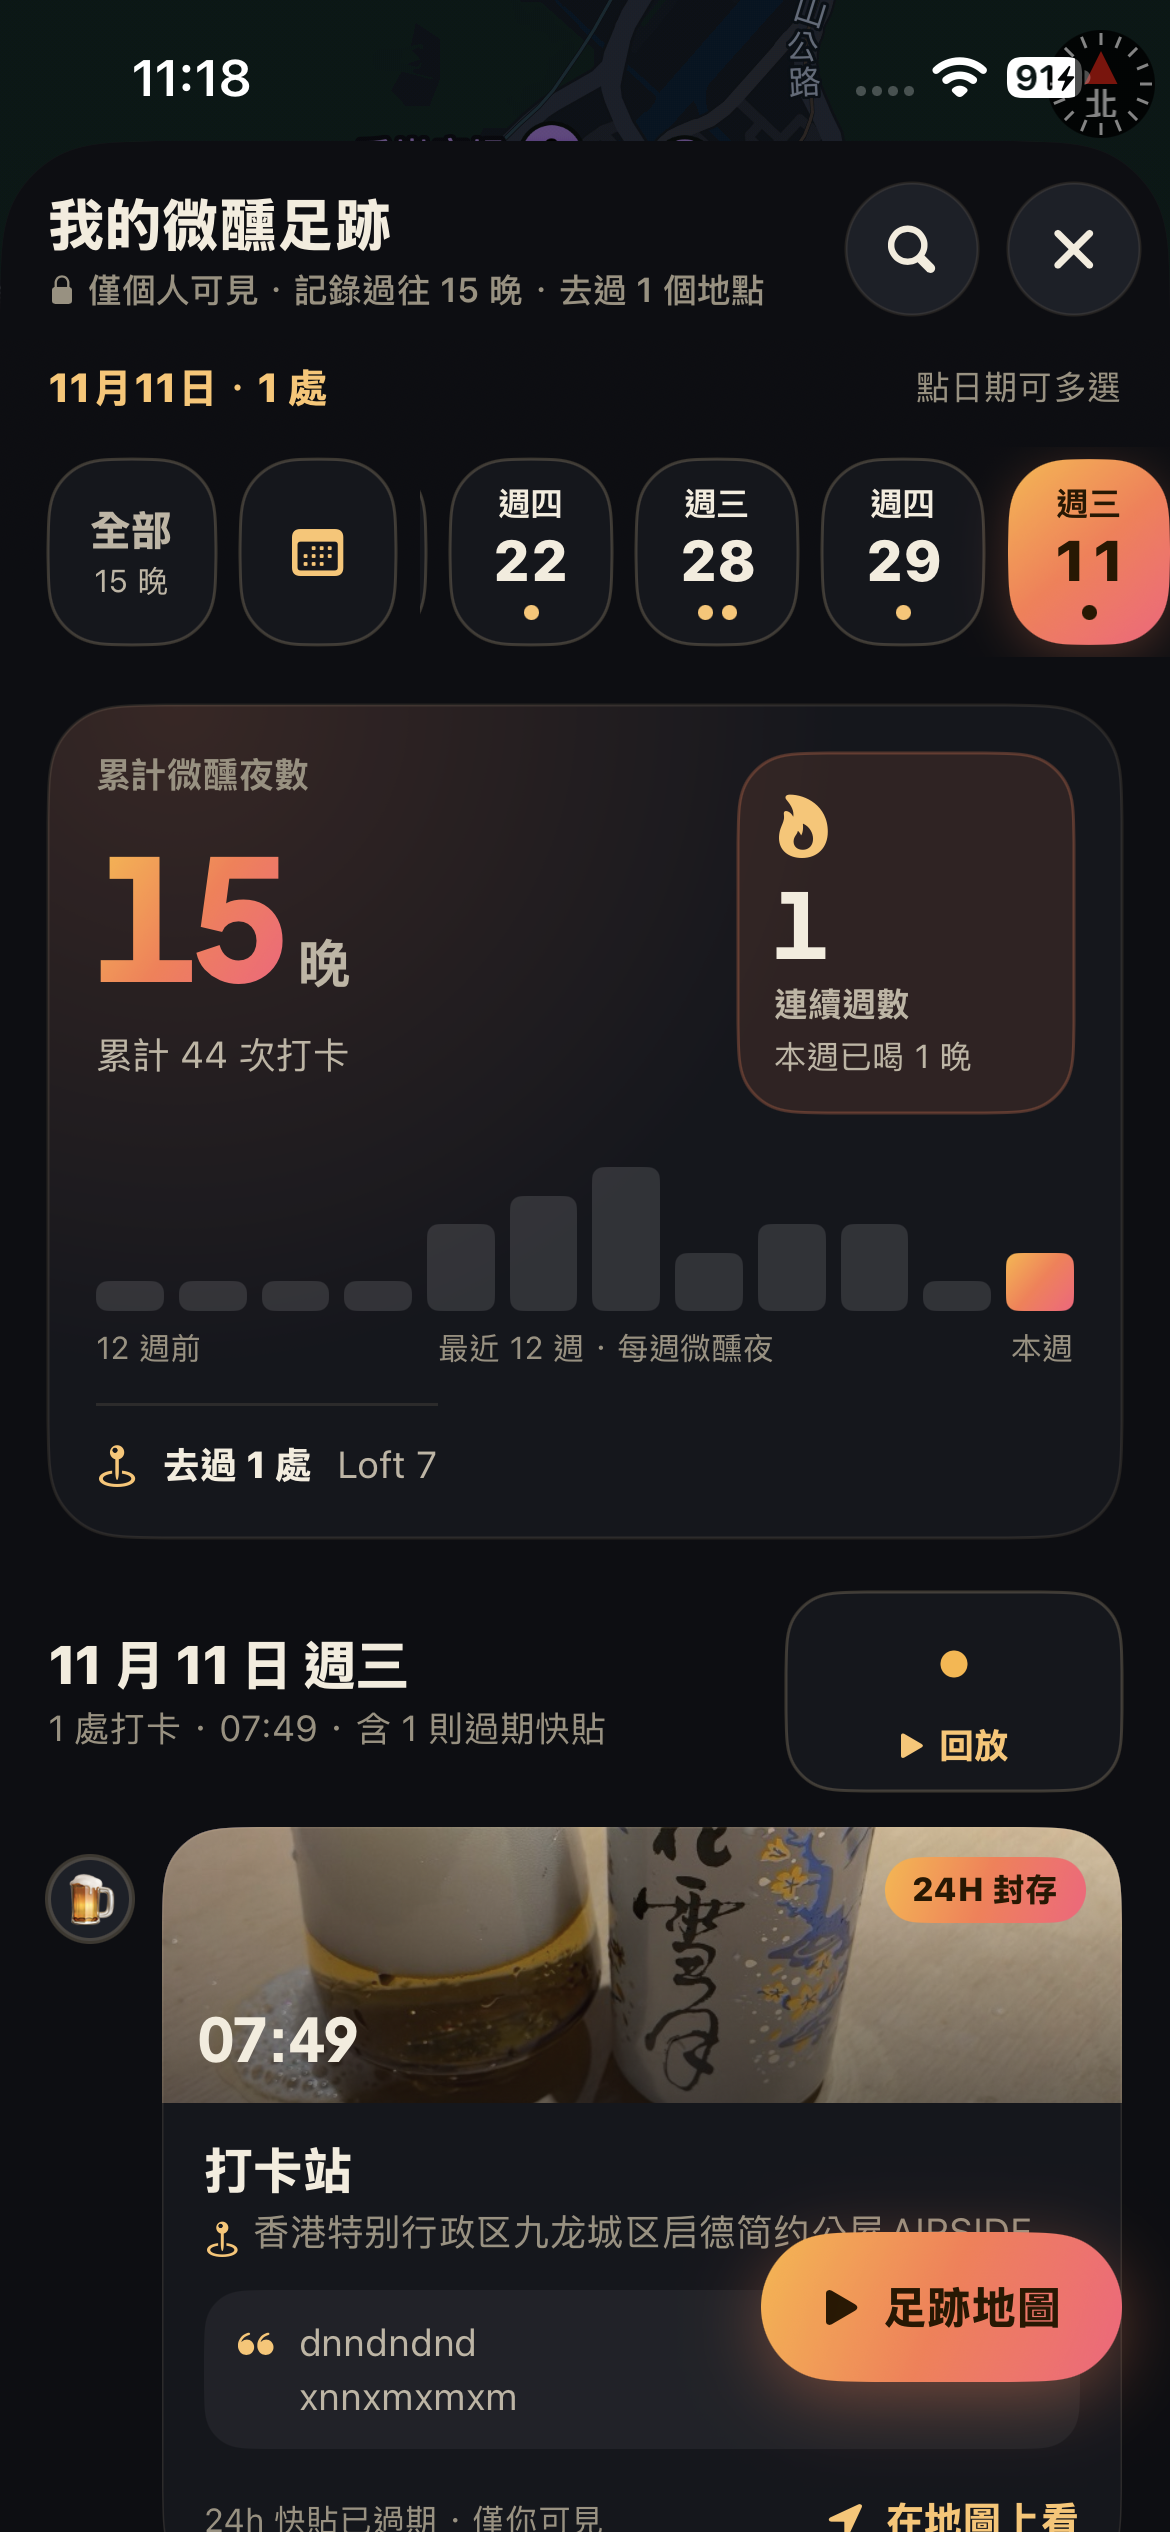 山公路
11:18
91
北
我的微醺足跡
僅個人可見 · 記錄過往 15 晚 · 去過 1 個地點
11月11日 · 1 處
點日期可多選
全部
15 晚
週四
22
週三
28
週四
29
週三
11
累計微醺夜數
15 晚
累計 44 次打卡
1
連續週數
本週已喝 1 晚
12 週前
最近 12 週 · 每週微醺夜
本週
去過 1 處 Loft 7
11 月 11 日 週三
1 處打卡 · 07:49 · 含 1 則過期快貼
回放
花雪月
24H 封存
07:49
打卡站
香港特别行政区九龙城区启德简约公屋 AIRSIDE
足跡地圖
dnndndnd
xnnxmxmxm
24h 快貼已過期 · 僅你可見
在地圖上看